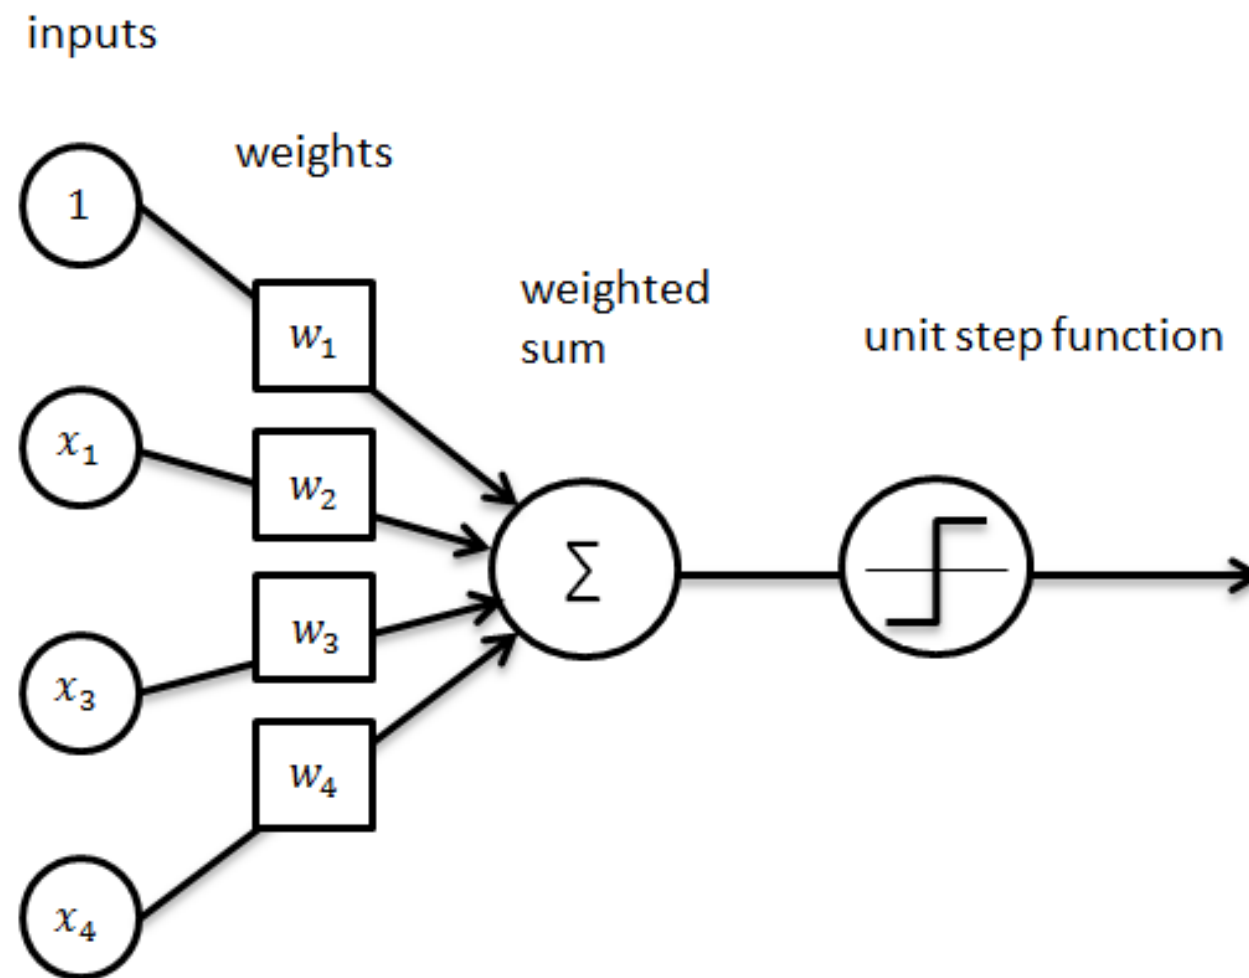 inputs
weights
1
w₁
weighted
sum
unit step function
x₁
w₂
∑
x₃
w₃
w₄
x₄